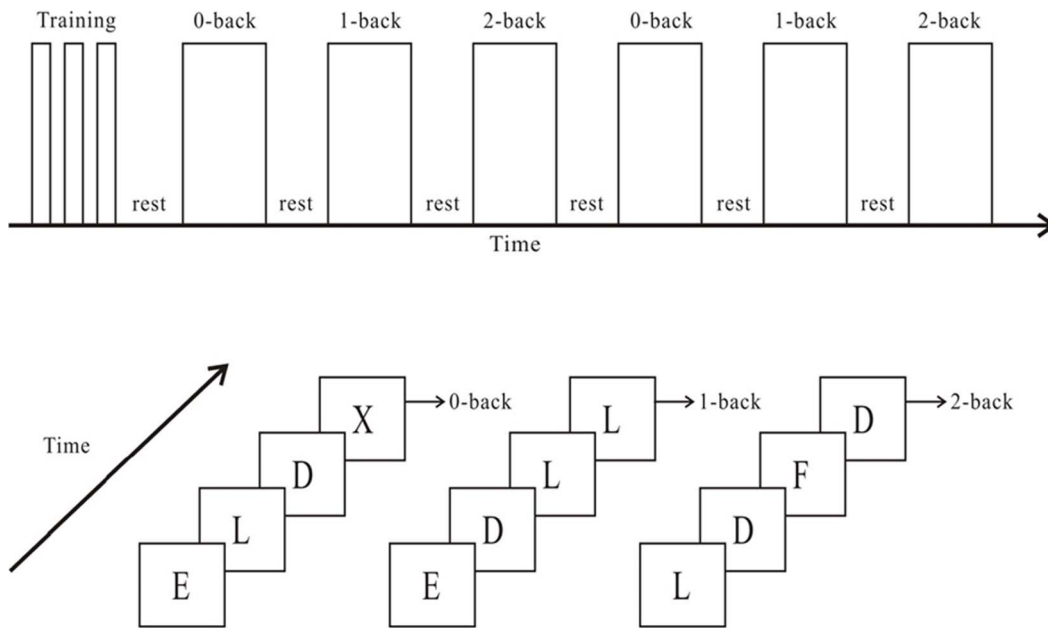 Training 0-back 1-back 2-back 0-back 1-back 2-back
rest rest rest rest rest rest
Time
Time
X → 0-back L → 1-back D → 2-back
D L F
L D D
E E L